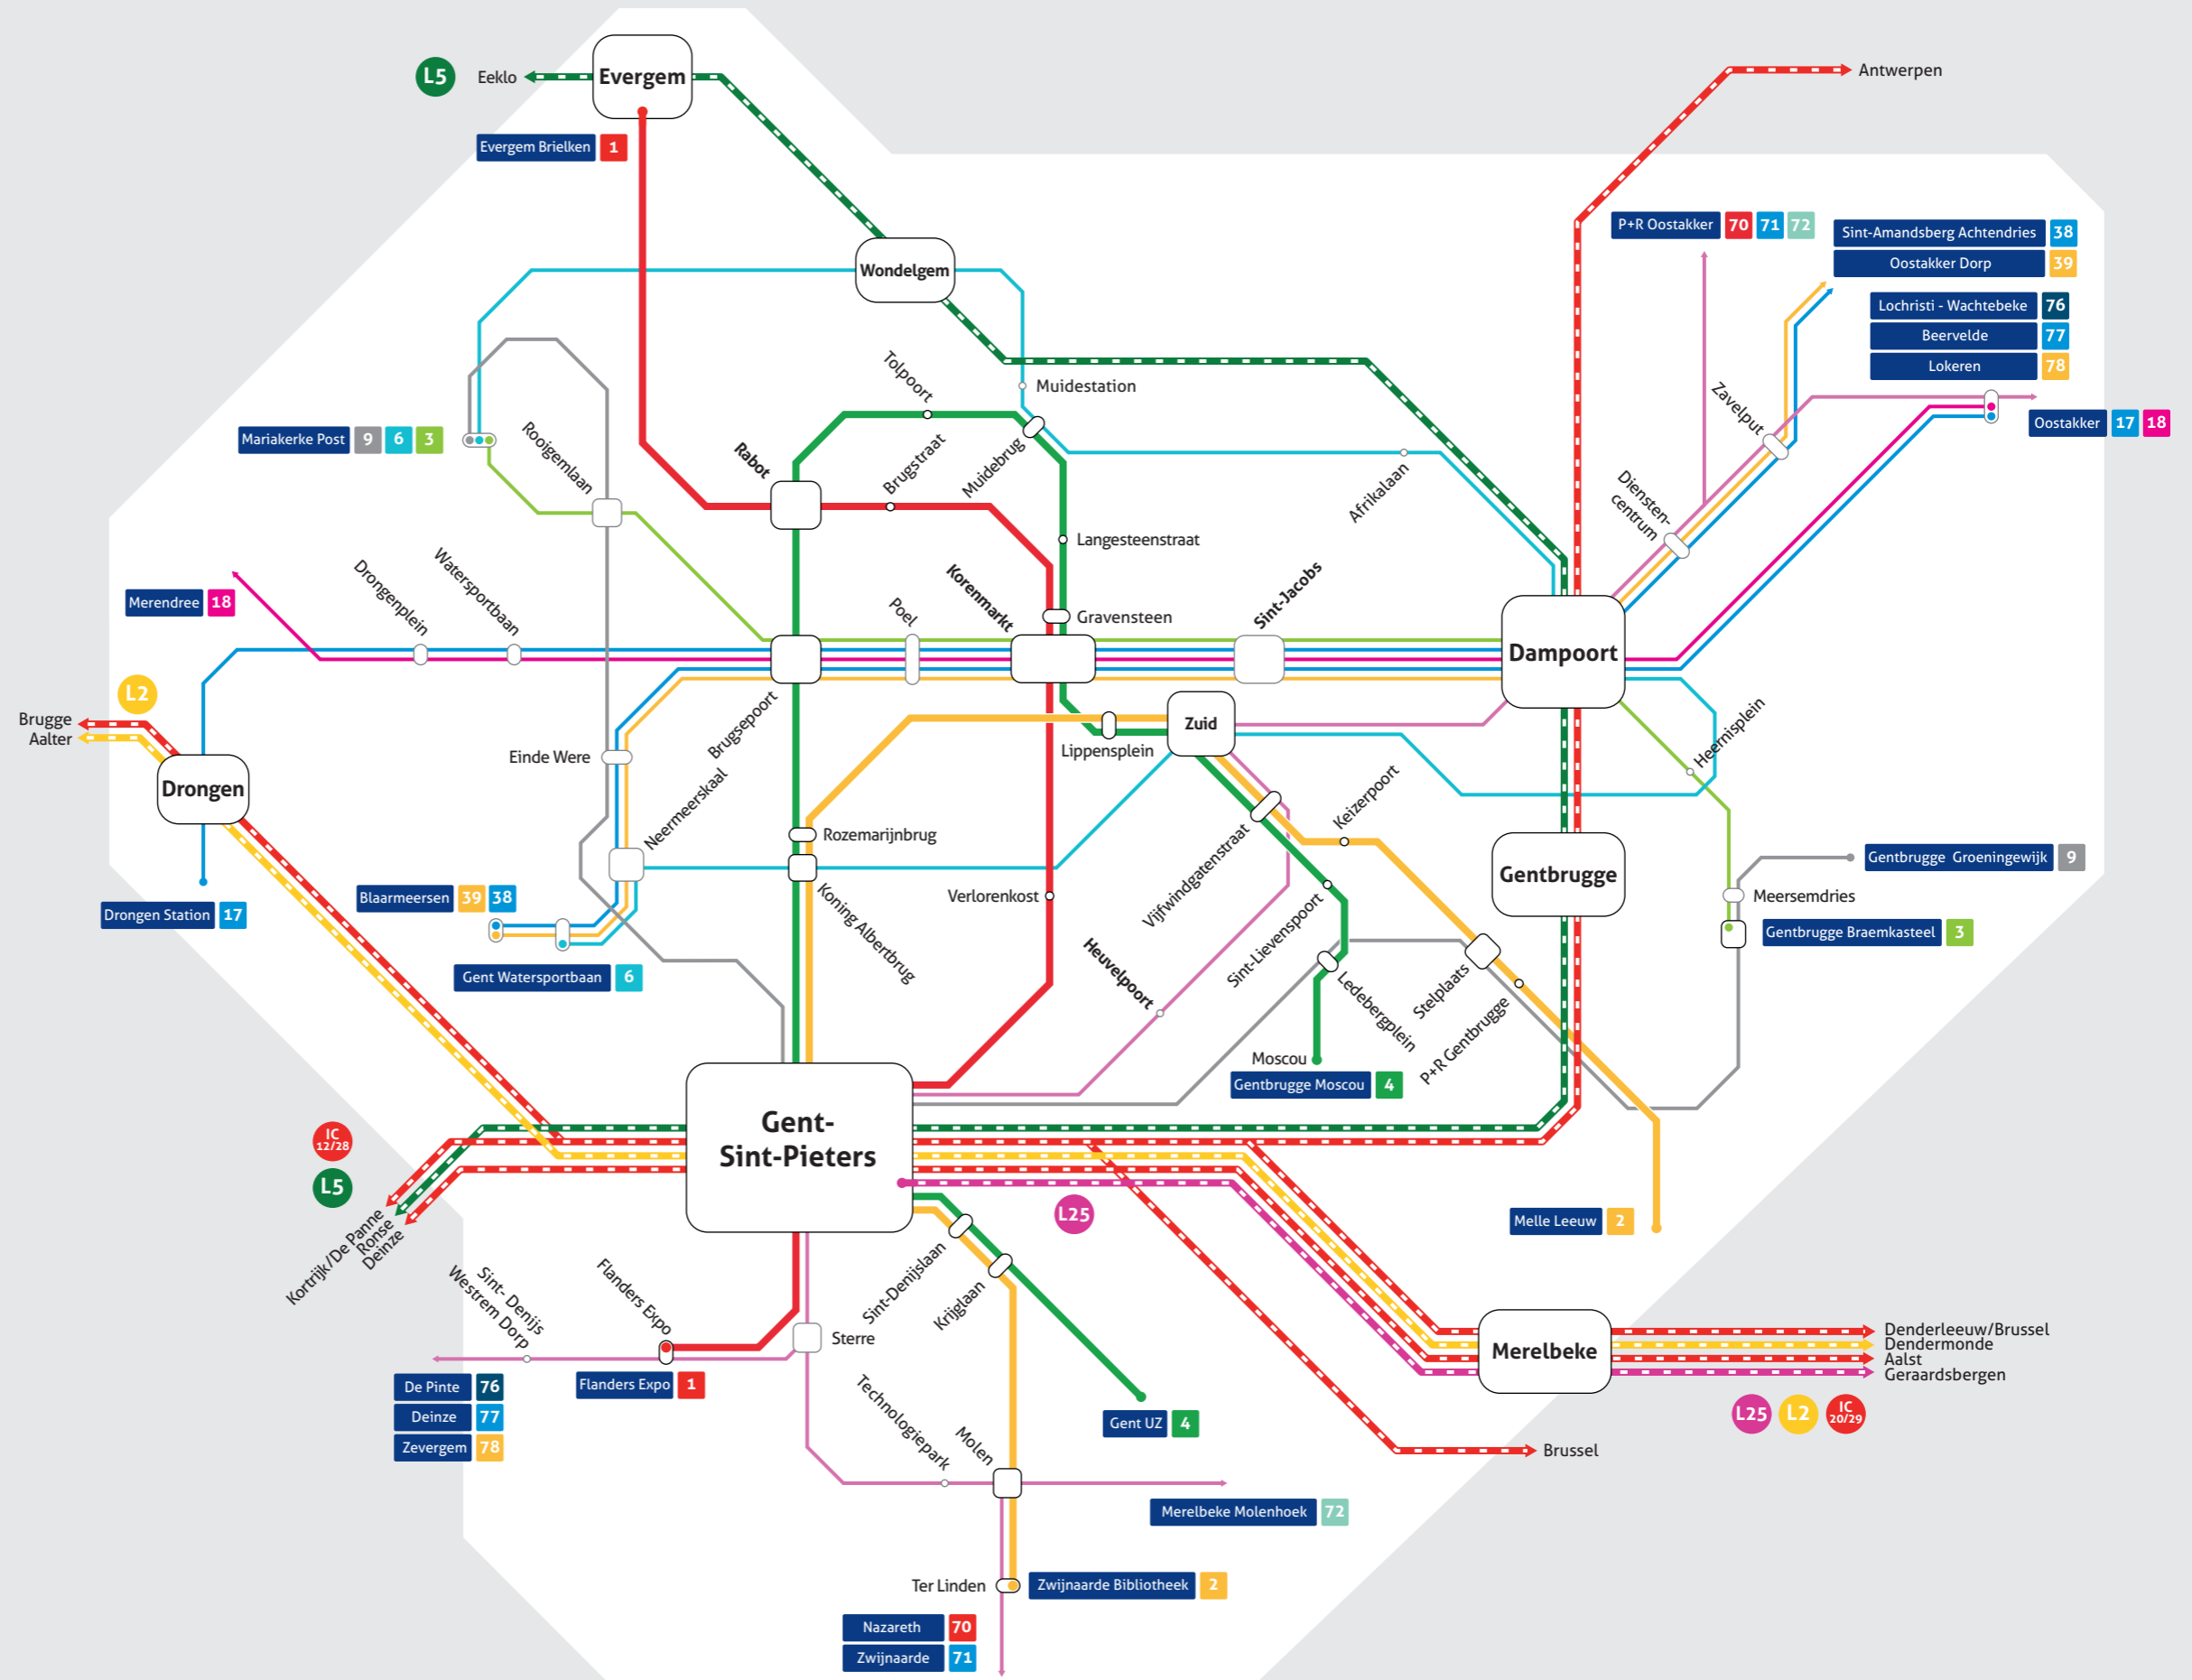 L5
Eeklo
Evergem
Antwerpen
Evergem Brielken 1
P+R Oostakker 70 71 72
Sint-Amandsberg Achtendries 38
Oostakker Dorp 39
Wondelgem
Lochristi - Wachtebeke 76
Beervelde 77
Lokeren 78
Tolpoort
Muidestation
Zavelput
Oostakker 17 18
Mariakerke Post 9 6 3
Rooigemlaan
Rabot
Brugstraat
Muidebrug
Afrikalaan
Diensten-
centrum
Langesteenstraat
Merendree 18
Drongenplein
Watersportbaan
Poel
Korenmarkt
Gravensteen
Sint-Jacobs
Dampoort
L2
Brugge
Aalter
Drongen
Einde Were
Brugsepoort
Neermeerskaal
Lippensplein
Zuid
Heernisplein
Rozemarijnbrug
Keizerpoort
Vijfwindgatenstraat
Gentbrugge
Gentbrugge Groeningewijk 9
Meersemdries
Gentbrugge Braemkasteel 3
Drongen Station 17
Blaarmeersen 39 38
Gent Watersportbaan 6
Koning Albertbrug
Verlorenkost
Heuvelpoort
Sint-Lievenspoort
Ledebergplein
Stelplaats
P+R Gentbrugge
Moscou
Gentbrugge Moscou 4
Gent-
Sint-Pieters
IC
12/28
L5
Kortrijk/De Panne
Ronse
Deinze
L25
Melle Leeuw 2
Sint- Denijs
Westrem Dorp
Flanders Expo
Sint-Denijslaan
Krijglaan
Sterre
Merelbeke
Denderleeuw/Brussel
Dendermonde
Aalst
Geraardsbergen
L25
L2
IC
20/29
De Pinte 76
Deinze 77
Zevergem 78
Flanders Expo 1
Technologiepark
Molen
Gent UZ 4
Brussel
Merelbeke Molenhoek 72
Ter Linden
Zwijnaarde Bibliotheek 2
Nazareth 70
Zwijnaarde 71